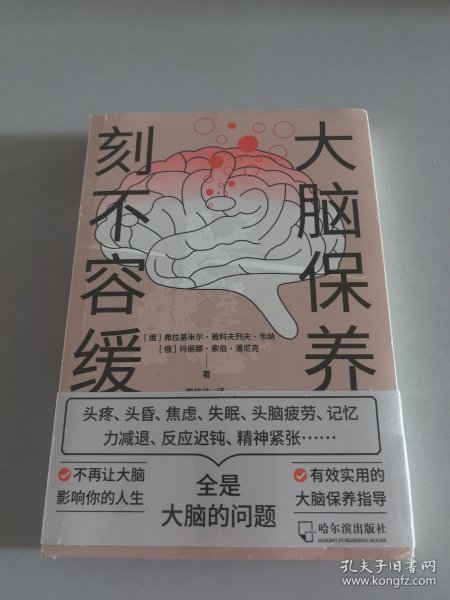 大脑保养
刻不容缓
[俄]弗拉基米尔·雅科夫列夫·韦纳
[俄]玛丽娜·索伯·潘尼克
著
头疼、头昏、焦虑、失眠、头脑疲劳、记忆
力减退、反应迟钝、精神紧张……
全是
大脑的问题
不再让大脑
影响你的人生
有效实用的
大脑保养指导
哈尔滨出版社
HARBIN PUBLISHING HOUSE
孔夫子旧书网
www.kongfz.com